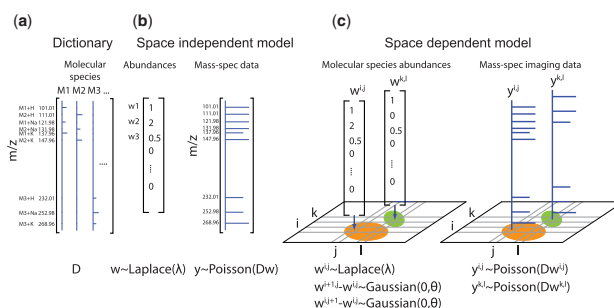 (a) (b) (c)
Dictionary Space independent model Space dependent model
Molecular species Abundances Mass-spec data Molecular species abundances Mass-spec imaging data
M1 M2 M3 ...
w^i,j w^k,l y^i,j y^k,l
m/z
M1+H 101.01
M2+H 111.01
M1+Na 121.98
M2+Na 131.98
M1+K 137.96
M2+K 147.96
....
M3+H 232.01
M3+Na 252.98
M3+K 268.96
w1 1
w2 2
w3 0.5
0
....
0
m/z
101.01
111.01
121.98
131.98
137.96
147.96
232.01
252.98
268.96
1
2
0.5
0
....
0
1
0
0.5
0
....
0
k
i
j
l
k
i
j
l
D w~Laplace(λ) y~Poisson(Dw)
w^i,j~Laplace(λ)
w^i+1,j-w^i,j~Gaussian(0,θ)
w^i,j+1-w^i,j~Gaussian(0,θ)
y^i,j~Poisson(Dw^i,j)
y^k,l~Poisson(Dw^k,l)